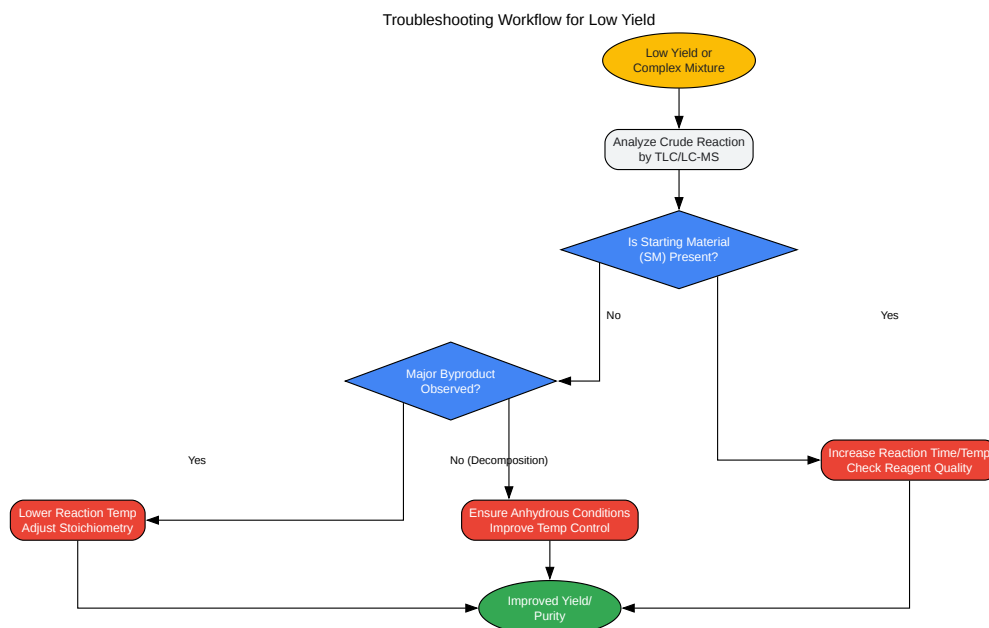 Troubleshooting Workflow for Low Yield
Low Yield or
Complex Mixture
Analyze Crude Reaction
by TLC/LC-MS
Is Starting Material
(SM) Present?
No
Yes
Major Byproduct
Observed?
Yes
No (Decomposition)
Increase Reaction Time/Temp
Check Reagent Quality
Lower Reaction Temp
Adjust Stoichiometry
Ensure Anhydrous Conditions
Improve Temp Control
Improved Yield/
Purity